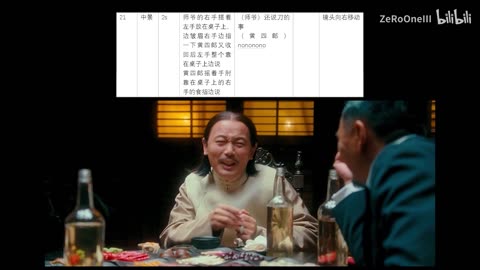 21
中景
2s
师爷的右手摸着
左手放在桌子上,
边皱眉右手边指
一下黄四郎又收
回后左手整个靠
在桌子上边说
黄四郎摇着手肘
靠在桌子上的右
手的食指边说
(师爷)还说刀的
事
(黄四郎)
nonononо
镜头向右移动
ZeRoOneIII
bilibili